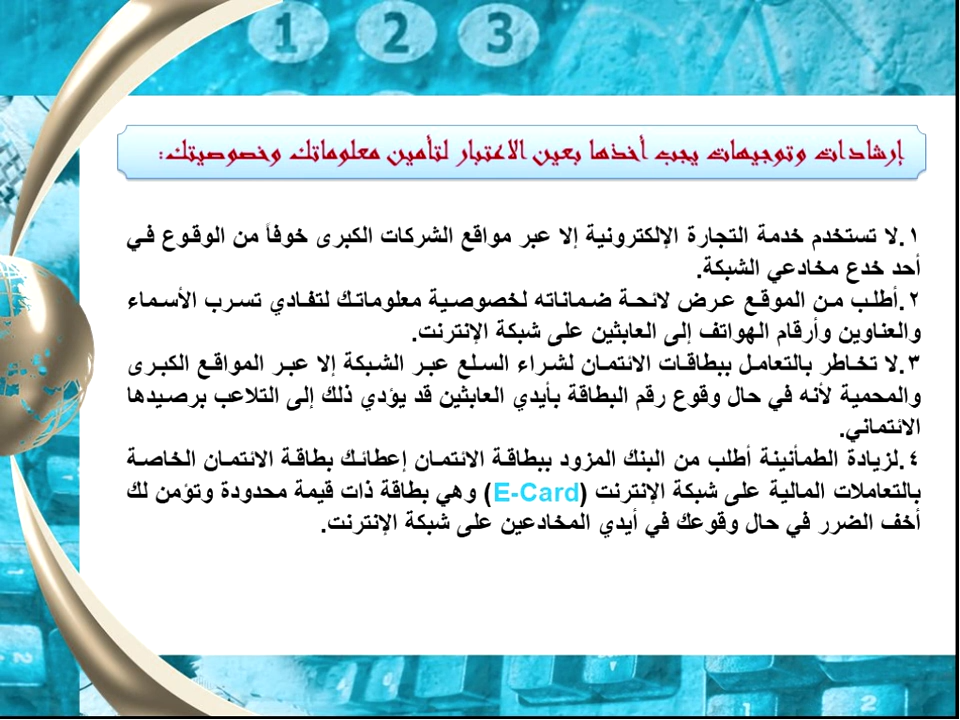 1 2 3
إرشادات وتوجيهات يجب أخذها بعين الاعتبار لتأمين معلوماتك وخصوصيتك:
١.لا تستخدم خدمة التجارة الإلكترونية إلا عبر مواقع الشركات الكبرى خوفاً من الوقوع في
أحد خدع مخادعي الشبكة.
٢.أطلب من الموقع عرض لائحة ضماناته لخصوصية معلوماتك لتفادي تسرب الأسماء
والعناوين وأرقام الهواتف إلى العابثين على شبكة الإنترنت.
٣.لا تخاطر بالتعامل ببطاقات الائتمان لشراء السلع عبر الشبكة إلا عبر المواقع الكبرى
والمحمية لأنه في حال وقوع رقم البطاقة بأيدي العابثين قد يؤدي ذلك إلى التلاعب برصيدها
الائتماني.
٤.لزيادة الطمأنينة أطلب من البنك المزود ببطاقة الائتمان إعطائك بطاقة الائتمان الخاصة
بالتعاملات المالية على شبكة الإنترنت (E-Card) وهي بطاقة ذات قيمة محدودة وتؤمن لك
أخف الضرر في حال وقوعك في أيدي المخادعين على شبكة الإنترنت.
1
2